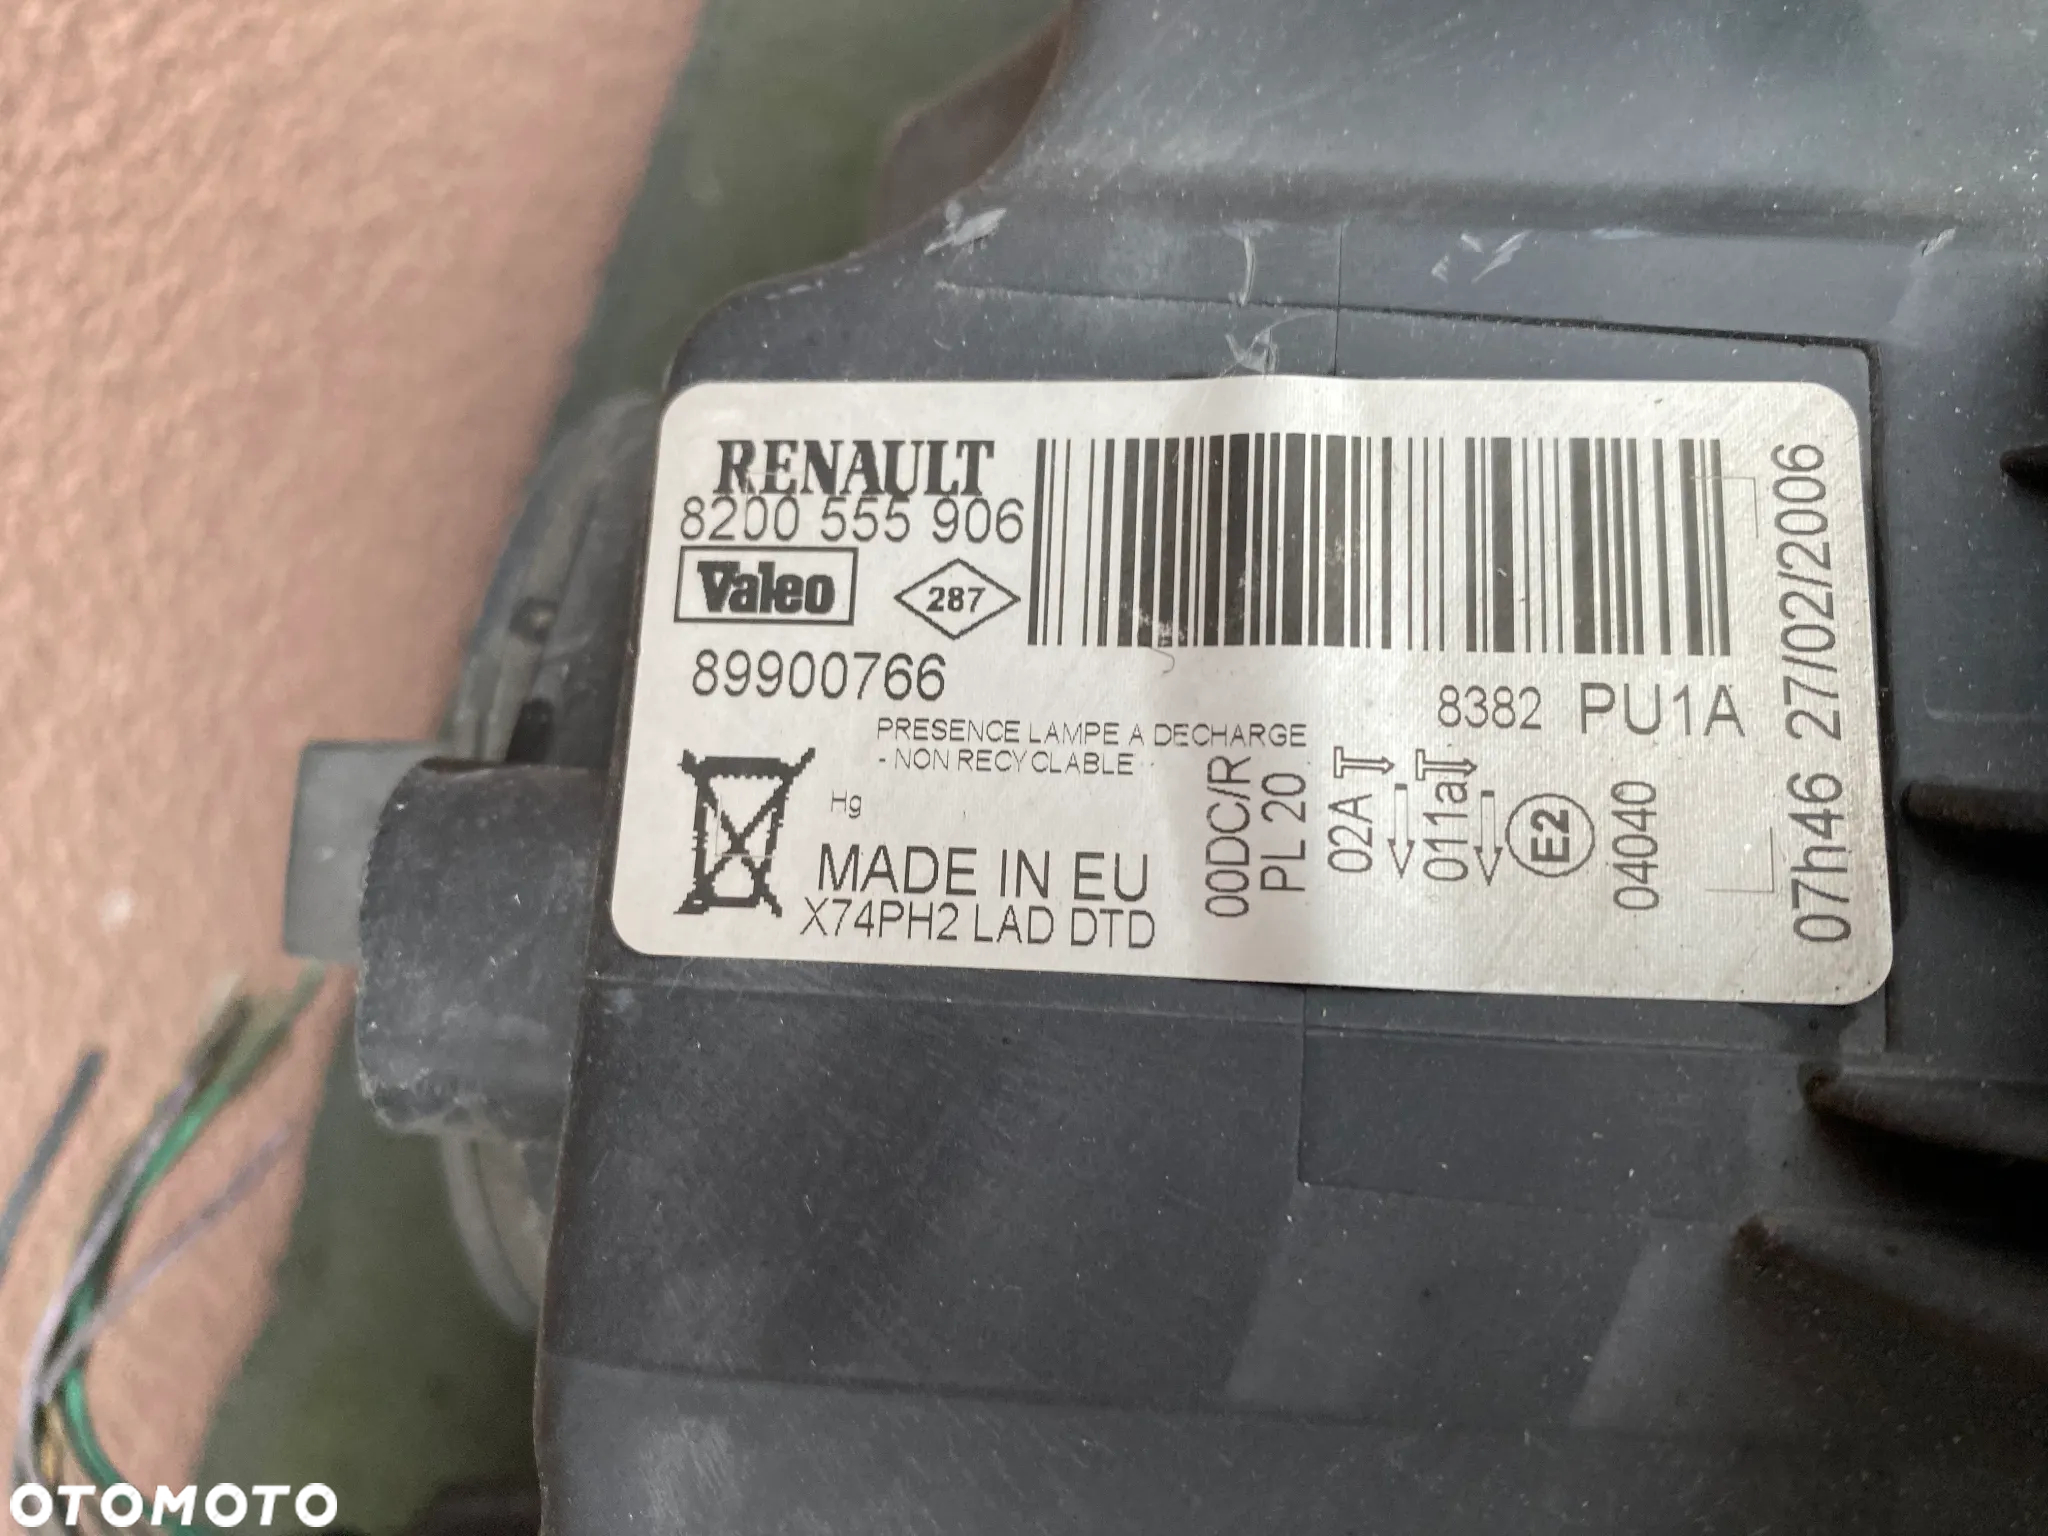 RENAULT
8200 555 906
Valeo
287
89900766
8382 PU1A
PRESENCE LAMPE A DECHARGE
- NON RECYCLABLE
Hg
MADE IN EU
X74PH2 LAD DTD
00DC/R
PL 20
02A
011a
E2
04040
07h46 27/02/2006
OTOMOTO